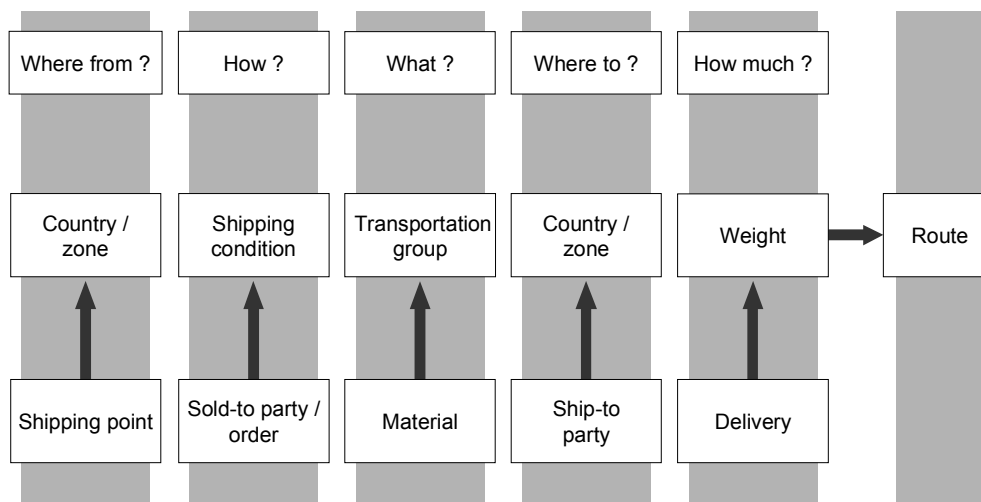 Where from ?
How ?
What ?
Where to ?
How much ?
Country /
zone
Shipping
condition
Transportation
group
Country /
zone
Weight
Route
Shipping point
Sold-to party /
order
Material
Ship-to
party
Delivery